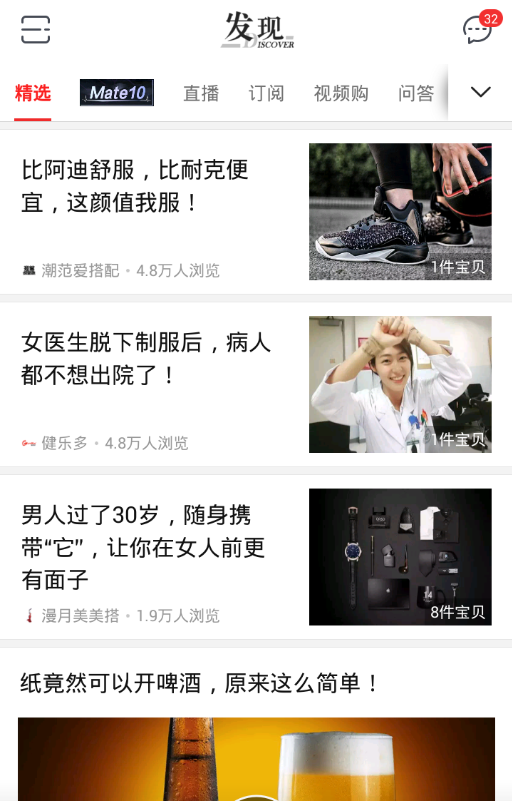 32
发现
DISCOVER
精选 Mate10 直播 订阅 视频购 问答
比阿迪舒服，比耐克便
宜，这颜值我服！
潮范爱搭配 • 4.8万人浏览
1件宝贝
女医生脱下制服后，病人
都不想出院了！
健乐多 • 4.8万人浏览
1件宝贝
男人过了30岁，随身携
带“它”，让你在女人前更
有面子
漫月美美搭 • 1.9万人浏览
14
8件宝贝
纸竟然可以开啤酒，原来这么简单！